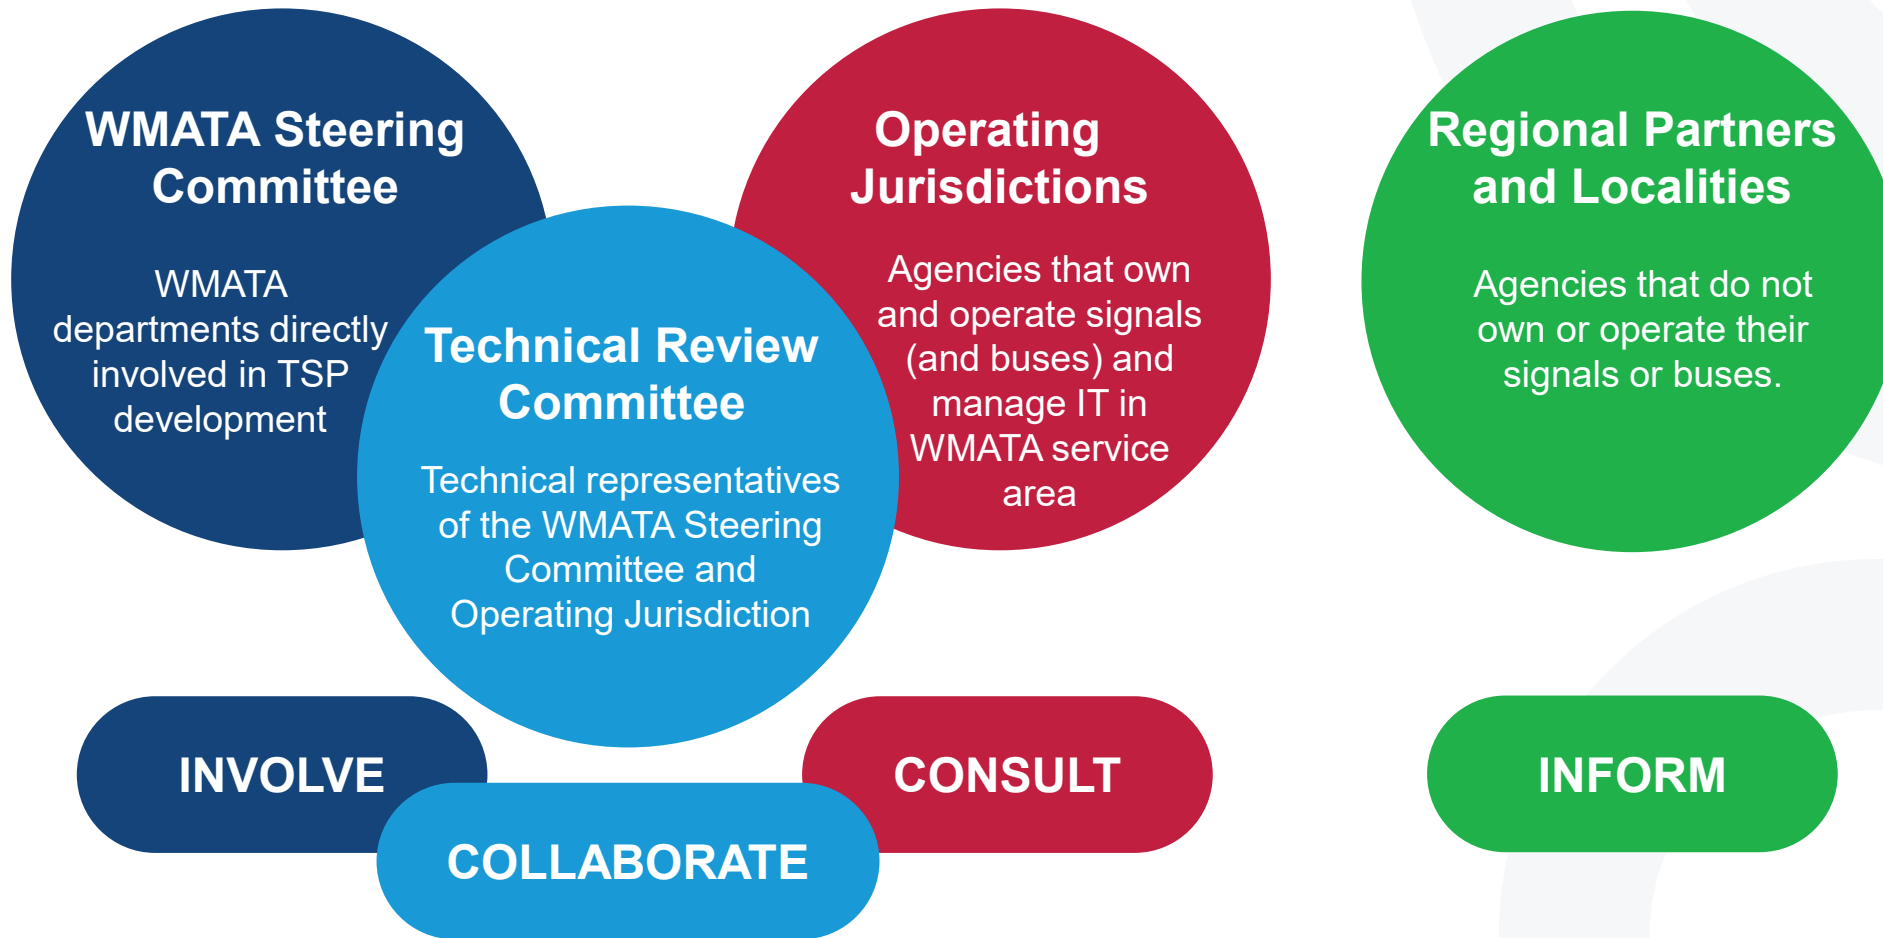 WMATA Steering
Committee
WMATA
departments directly
involved in TSP
development
Technical Review
Committee
Technical representatives
of the WMATA Steering
Committee and
Operating Jurisdiction
Operating
Jurisdictions
Agencies that own
and operate signals
(and buses) and
manage IT in
WMATA service
area
Regional Partners
and Localities
Agencies that do not
own or operate their
signals or buses.
INVOLVE
COLLABORATE
CONSULT
INFORM